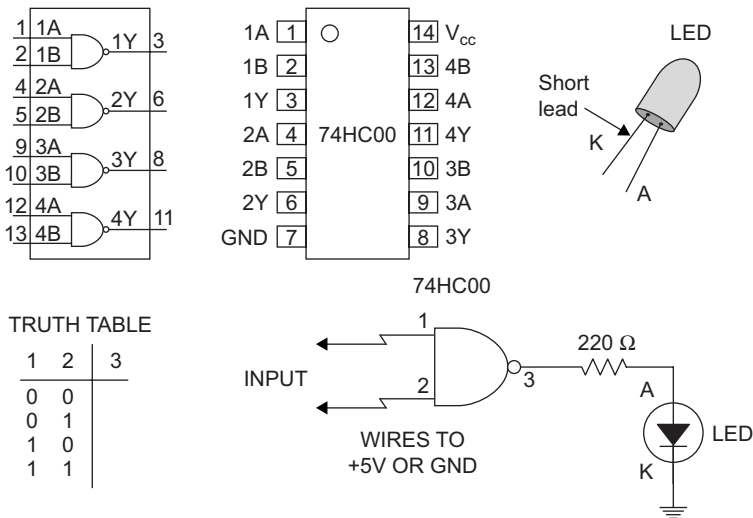 1 1A 1Y 3
2 1B
4 2A 2Y 6
5 2B
9 3A 3Y 8
10 3B
12 4A 4Y 11
13 4B
1A 1 14 Vcc
1B 2 13 4B
1Y 3 12 4A
2A 4 74HC00 11 4Y
2B 5 10 3B
2Y 6 9 3A
GND 7 8 3Y
LED
Short
lead
K
A
TRUTH TABLE
1 2 3
0 0
0 1
1 0
1 1
74HC00
1
INPUT
2
3
220 Ω
A
LED
K
WIRES TO
+5V OR GND